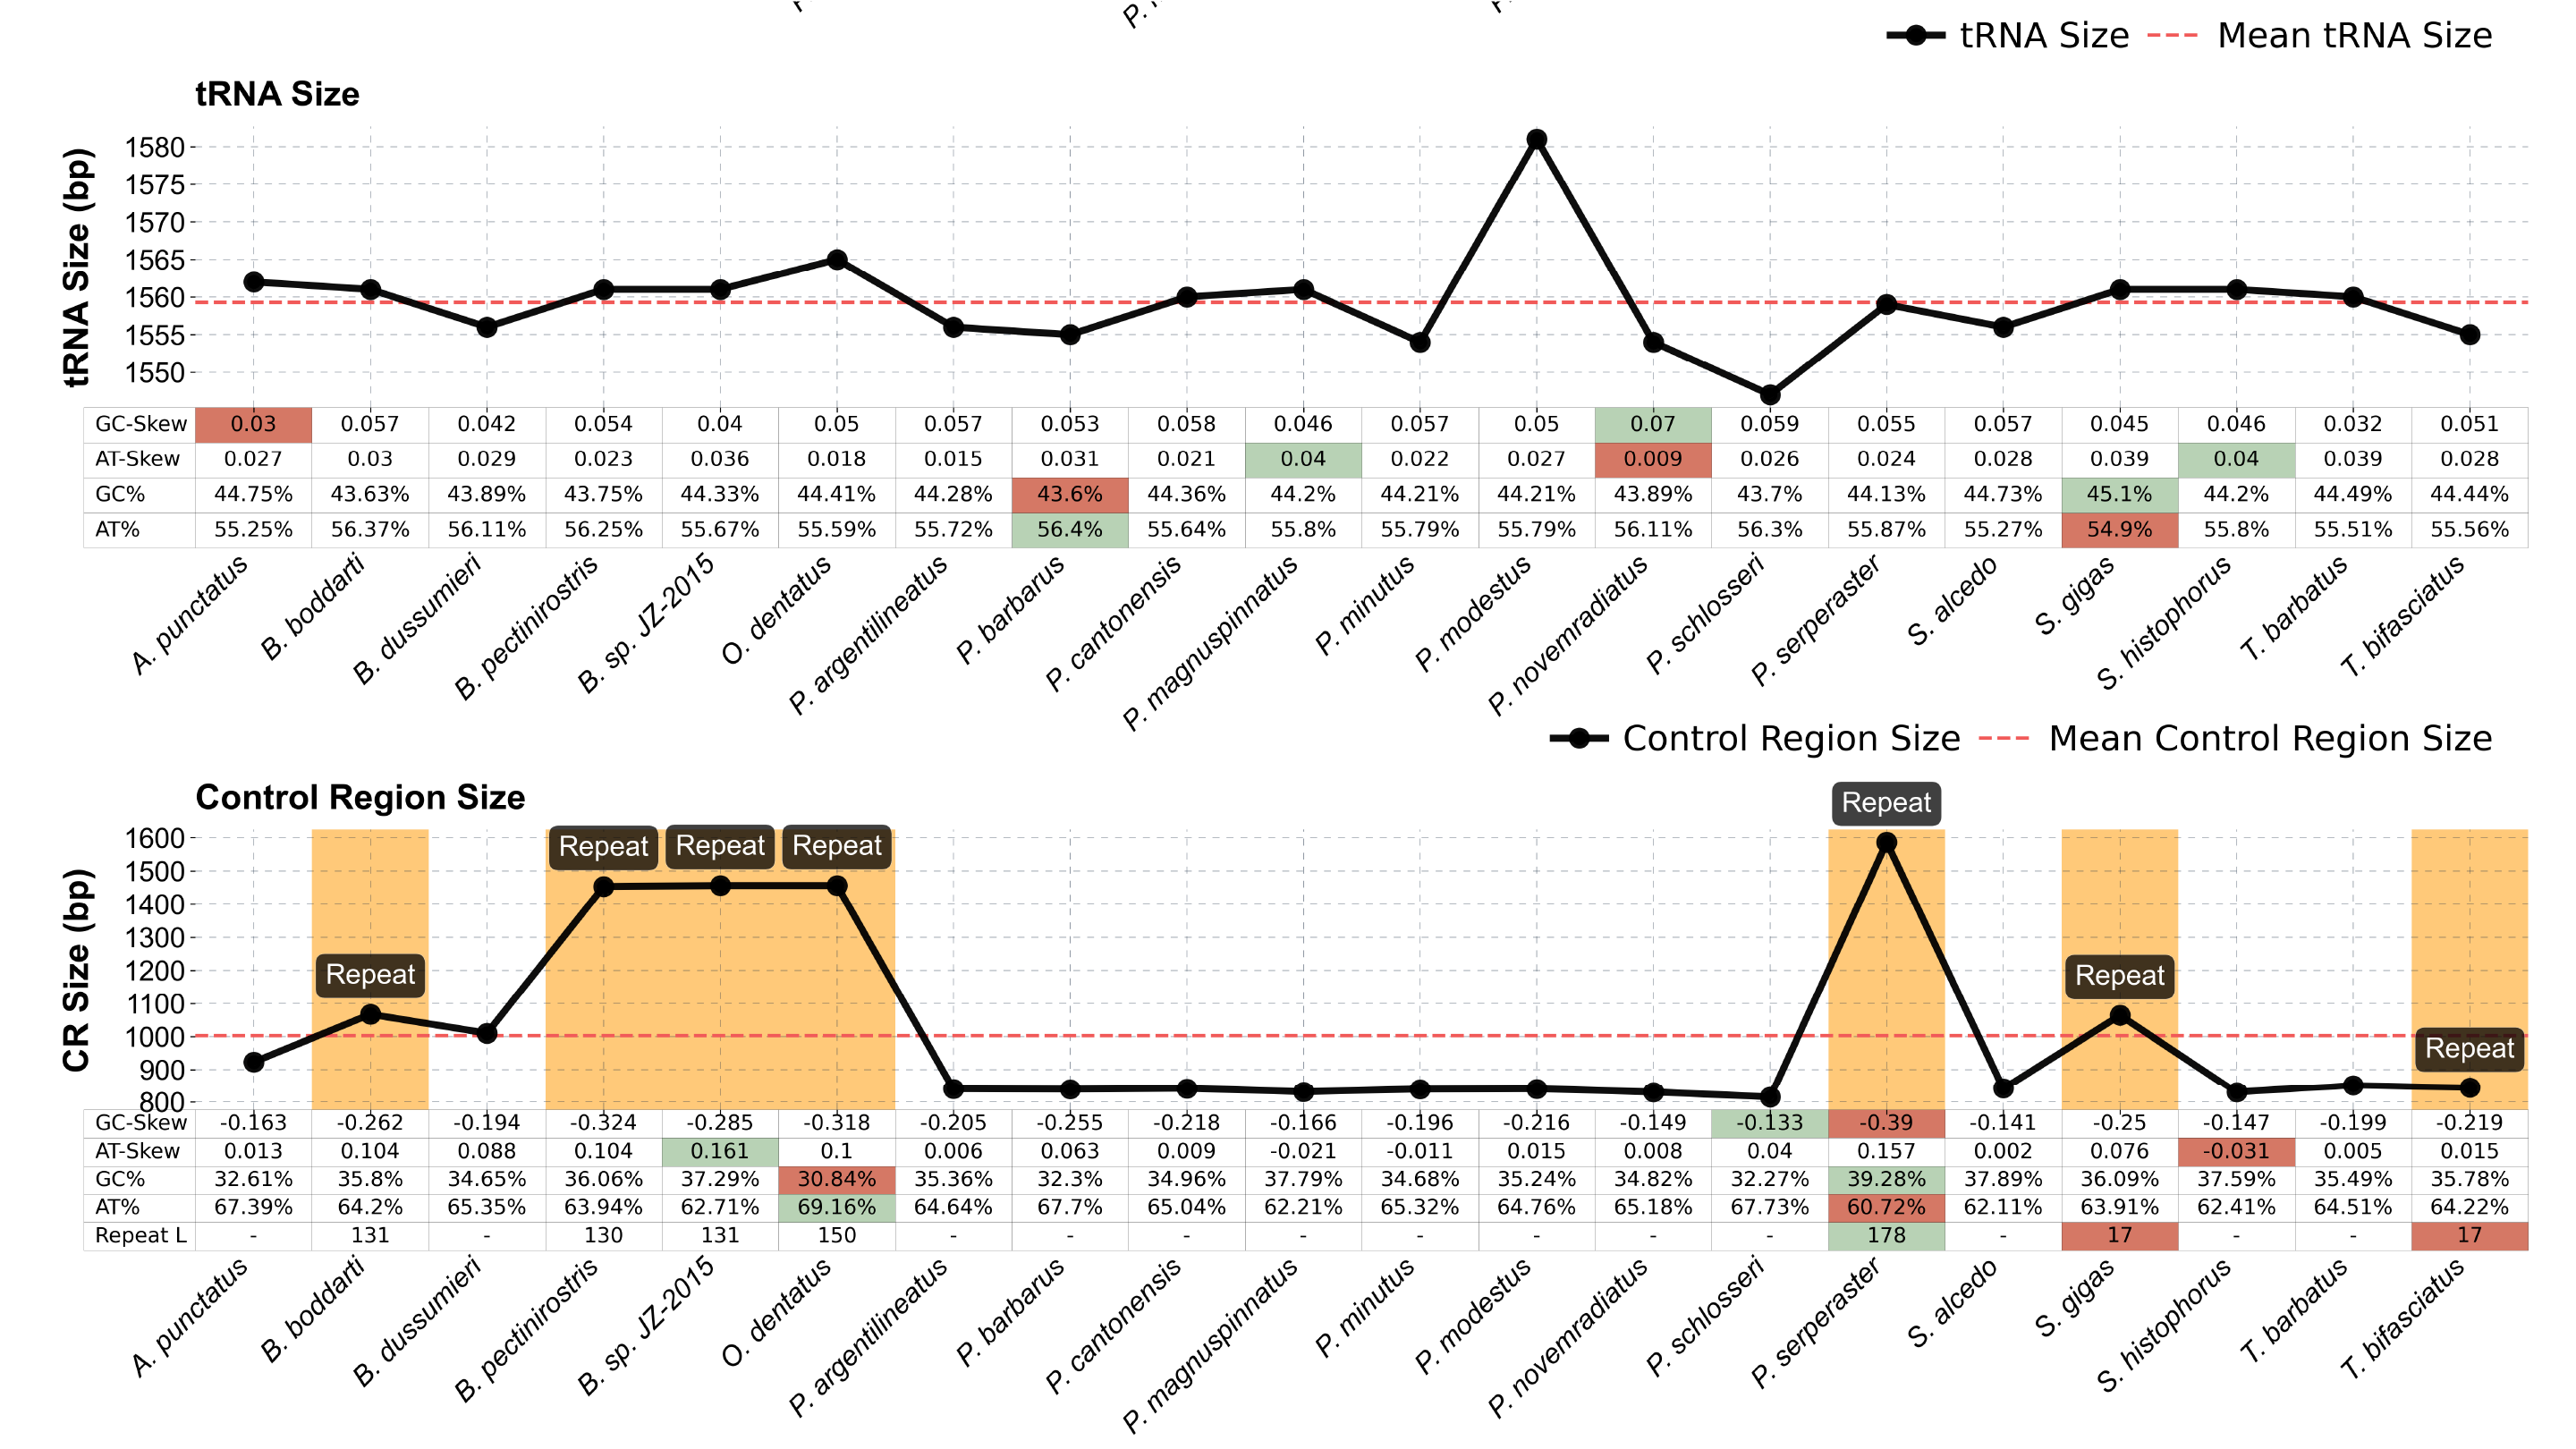 tRNA Size Mean tRNA Size
tRNA Size
tRNA Size (bp)
1580
1575
1570
1565
1560
1555
1550
GC-Skew 0.03 0.057 0.042 0.054 0.04 0.05 0.057 0.053 0.058 0.046 0.057 0.05 0.07 0.059 0.055 0.057 0.045 0.046 0.032 0.051
AT-Skew 0.027 0.03 0.029 0.023 0.036 0.018 0.015 0.031 0.021 0.04 0.022 0.027 0.009 0.026 0.024 0.028 0.039 0.04 0.039 0.028
GC% 44.75% 43.63% 43.89% 43.75% 44.33% 44.41% 44.28% 43.6% 44.36% 44.2% 44.21% 44.21% 43.89% 43.7% 44.13% 44.73% 45.1% 44.2% 44.49% 44.44%
AT% 55.25% 56.37% 56.11% 56.25% 55.67% 55.59% 55.72% 56.4% 55.64% 55.8% 55.79% 55.79% 56.11% 56.3% 55.87% 55.27% 54.9% 55.8% 55.51% 55.56%
A. punctatus
B. boddarti
B. dussumieri
B. pectinirostris
B. sp. JZ-2015
O. dentatus
P. argentilineatus
P. barbarus
P. cantonensis
P. magnuspinnatus
P. minutus
P. modestus
P. novemradiatus
P. schlosseri
P. serperaster
S. alcedo
S. gigas
S. histophorus
T. barbatus
T. bifasciatus
Control Region Size Mean Control Region Size
Control Region Size
CR Size (bp)
1600
1500
1400
1300
1200
1100
1000
900
800
Repeat
Repeat
Repeat
Repeat
Repeat
Repeat
Repeat
GC-Skew -0.163 -0.262 -0.194 -0.324 -0.285 -0.318 -0.205 -0.255 -0.218 -0.166 -0.196 -0.216 -0.149 -0.133 -0.39 -0.141 -0.25 -0.147 -0.199 -0.219
AT-Skew 0.013 0.104 0.088 0.104 0.161 0.1 0.006 0.063 0.009 -0.021 -0.011 0.015 0.008 0.04 0.157 0.002 0.076 -0.031 0.005 0.015
GC% 32.61% 35.8% 34.65% 36.06% 37.29% 30.84% 35.36% 32.3% 34.96% 37.79% 34.68% 35.24% 34.82% 32.27% 39.28% 37.89% 36.09% 37.59% 35.49% 35.78%
AT% 67.39% 64.2% 65.35% 63.94% 62.71% 69.16% 64.64% 67.7% 65.04% 62.21% 65.32% 64.76% 65.18% 67.73% 60.72% 62.11% 63.91% 62.41% 64.51% 64.22%
Repeat L - 131 - 130 131 150 - - - - - - - - 178 - 17 - - 17
A. punctatus
B. boddarti
B. dussumieri
B. pectinirostris
B. sp. JZ-2015
O. dentatus
P. argentilineatus
P. barbarus
P. cantonensis
P. magnuspinnatus
P. minutus
P. modestus
P. novemradiatus
P. schlosseri
P. serperaster
S. alcedo
S. gigas
S. histophorus
T. barbatus
T. bifasciatus